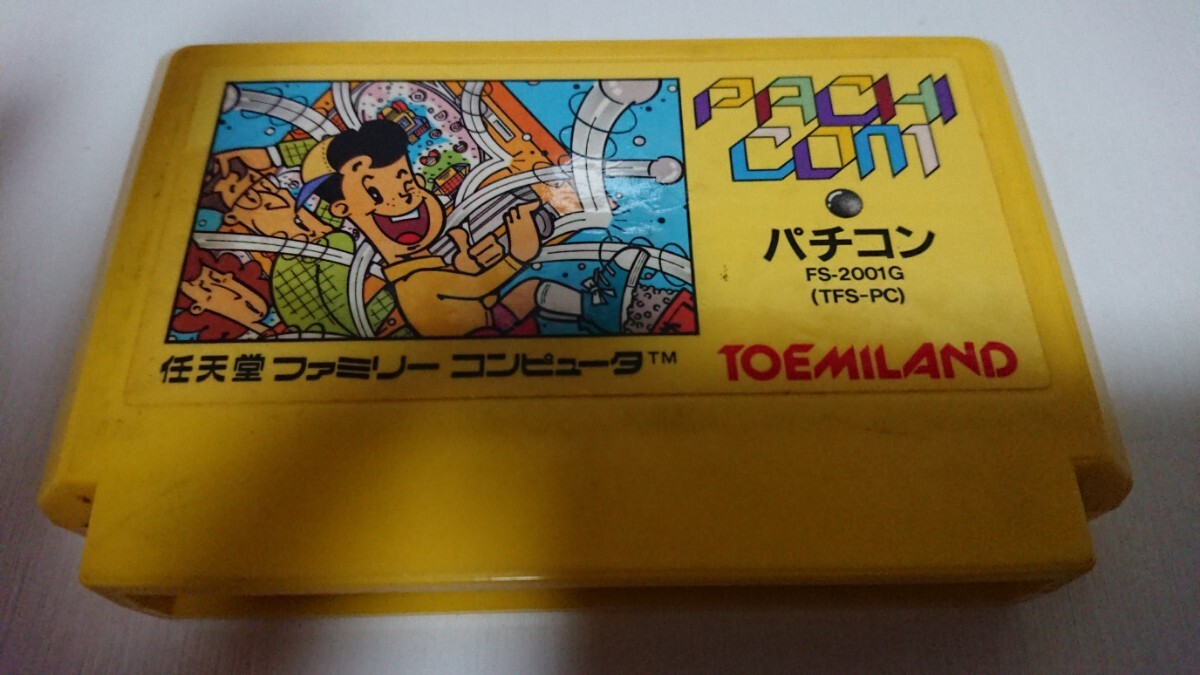 PACHI
COM
パチコン
FS-2001G
(TFS-PC)
任天堂 ファミリー コンピュータ™
TOEMILAND